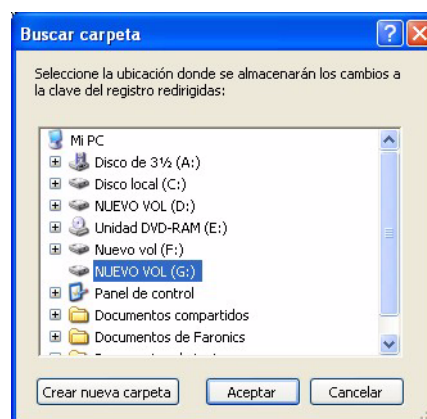 Buscar carpeta
Seleccione la ubicación donde se almacenarán los cambios a
la clave del registro redirigidas:
Mi PC
Disco de 3½ (A:)
Disco local (C:)
NUEVO VOL (D:)
Unidad DVD-RAM (E:)
Nuevo vol (F:)
NUEVO VOL (G:)
Panel de control
Documentos compartidos
Documentos de Faronics
Crear nueva carpeta
Aceptar
Cancelar